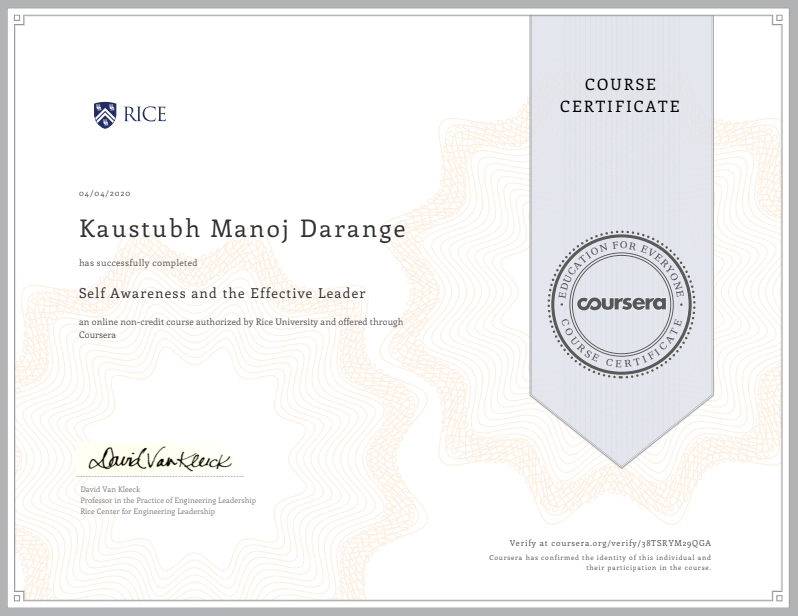 COURSE
CERTIFICATE
RICE
04/04/2020
Kaustubh Manoj Darange
has successfully completed
Self Awareness and the Effective Leader
an online non-credit course authorized by Rice University and offered through
Coursera
EDUCATION FOR EVERYONE
coursera
COURSE CERTIFICATE
David Van Kleeck
David Van Kleeck
Professor in the Practice of Engineering Leadership
Rice Center for Engineering Leadership
Verify at coursera.org/verify/38TSRYM29QGA
Coursera has confirmed the identity of this individual and
their participation in the course.